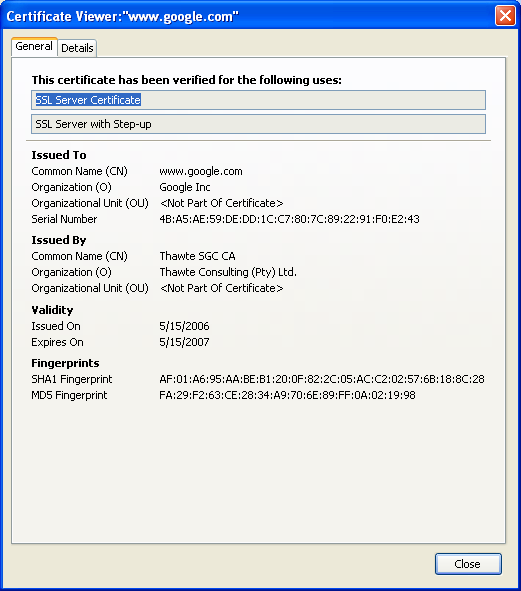 Certificate Viewer:"www.google.com"
General Details
This certificate has been verified for the following uses:
SSL Server Certificate
SSL Server with Step-up
Issued To
Common Name (CN) www.google.com
Organization (O) Google Inc
Organizational Unit (OU) <Not Part Of Certificate>
Serial Number 4B:A5:AE:59:DE:DD:1C:C7:80:7C:89:22:91:F0:E2:43
Issued By
Common Name (CN) Thawte SGC CA
Organization (O) Thawte Consulting (Pty) Ltd.
Organizational Unit (OU) <Not Part Of Certificate>
Validity
Issued On 5/15/2006
Expires On 5/15/2007
Fingerprints
SHA1 Fingerprint AF:01:A6:95:AA:BE:B1:20:0F:82:2C:05:AC:C2:02:57:6B:18:8C:28
MD5 Fingerprint FA:29:F2:63:CE:28:34:A9:70:6E:89:FF:0A:02:19:98
Close